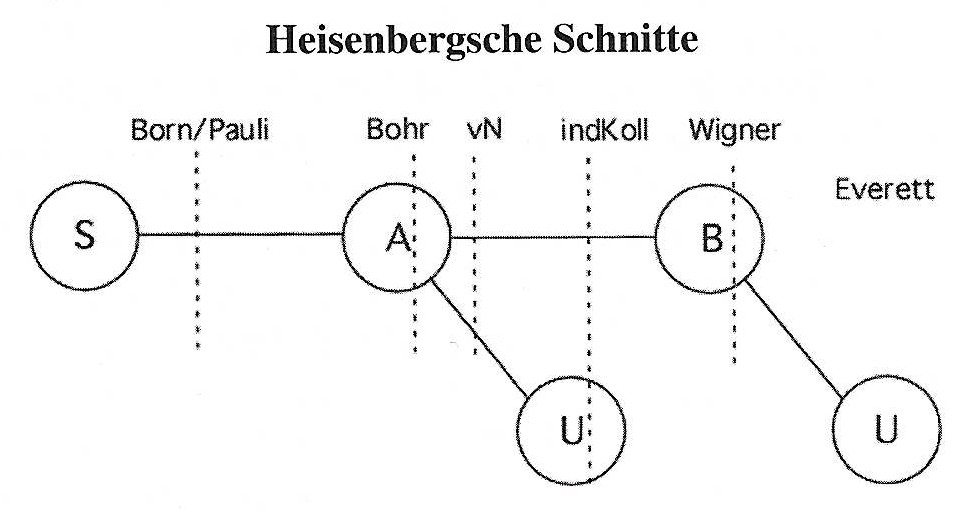 Heisenbergsche Schnitte
Born/Pauli Bohr vN indKoll Wigner
Everett
S A B
U U